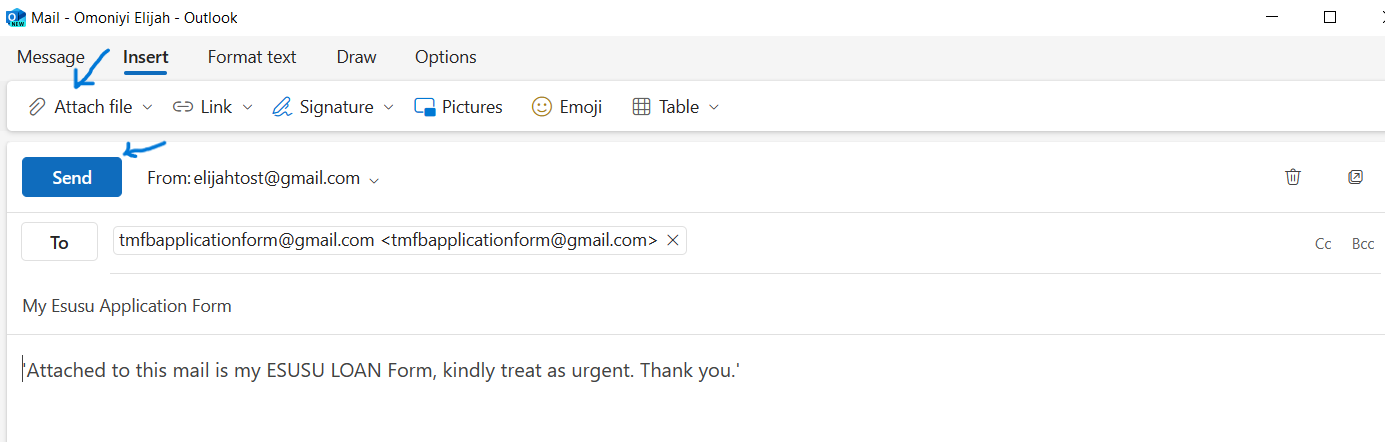 Mail - Omoniyi Elijah - Outlook
Message Insert Format text Draw Options
Attach file Link Signature Pictures Emoji Table
Send From: elijahtost@gmail.com
To tmfbapplicationform@gmail.com <tmfbapplicationform@gmail.com> Cc Bcc
My Esusu Application Form
'Attached to this mail is my ESUSU LOAN Form, kindly treat as urgent. Thank you.'